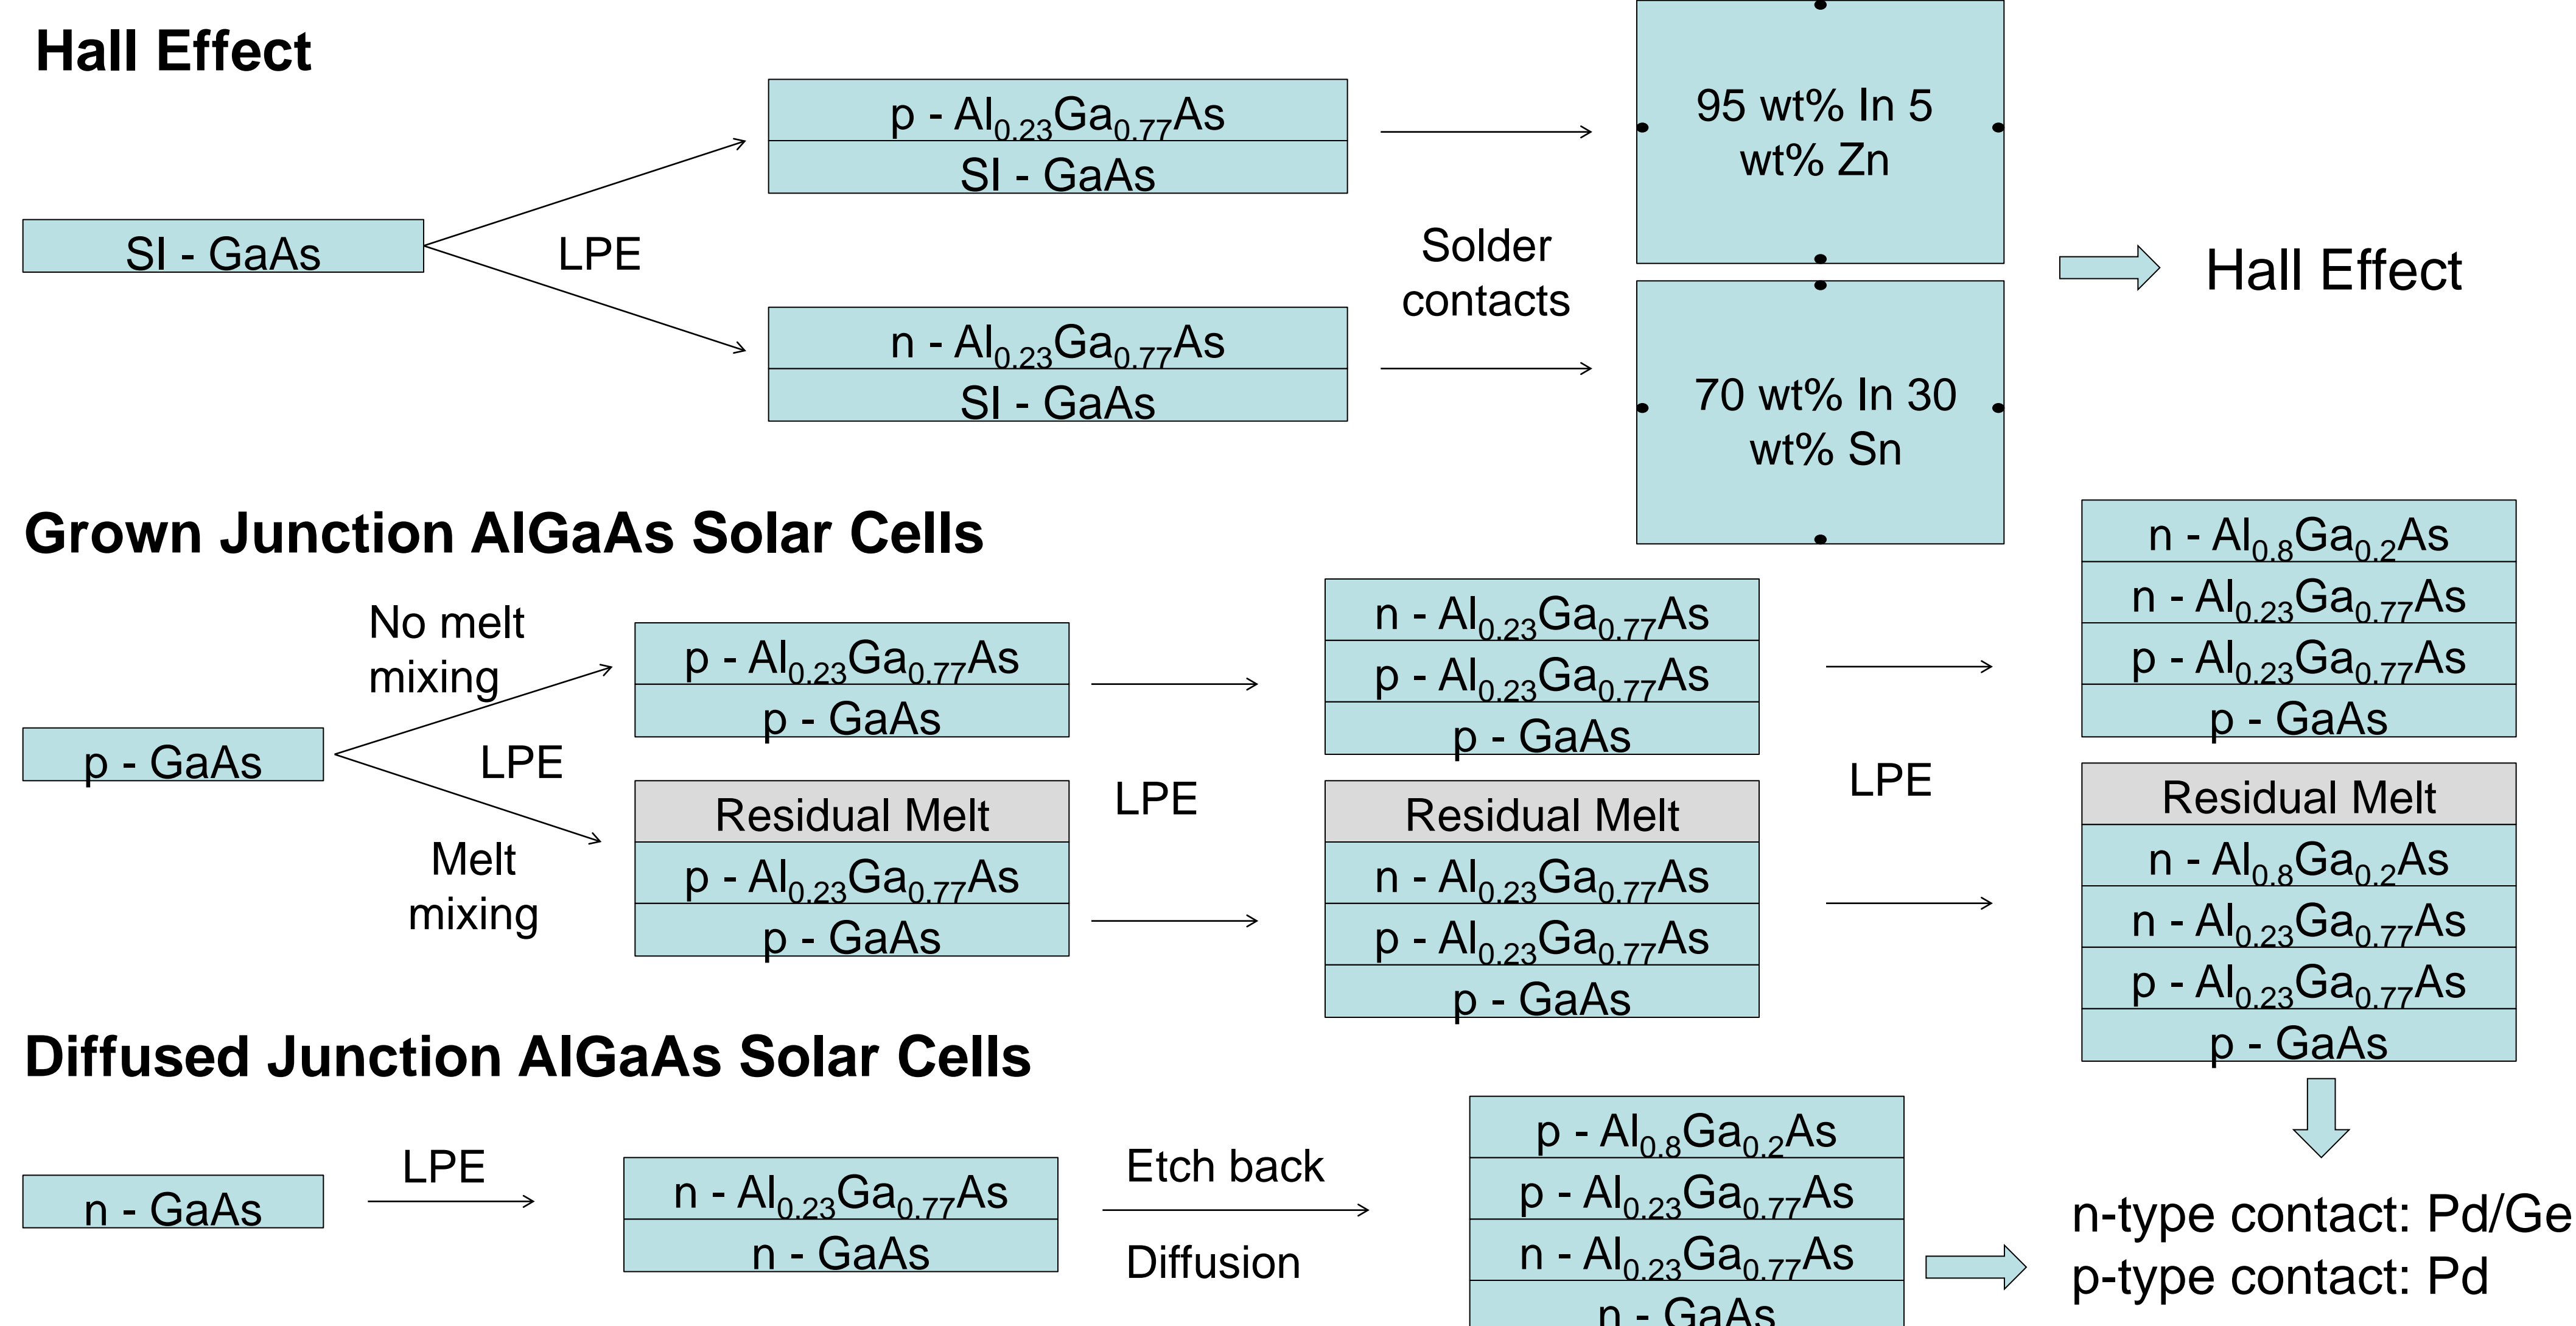 Hall Effect
p - Al0.23Ga0.77As
SI - GaAs
95 wt% In 5
wt% Zn
SI - GaAs
LPE
Solder
contacts
Hall Effect
n - Al0.23Ga0.77As
SI - GaAs
70 wt% In 30
wt% Sn
Grown Junction AlGaAs Solar Cells
No melt
mixing
p - GaAs
LPE
Melt
mixing
p - Al0.23Ga0.77As
p - GaAs
Residual Melt
p - Al0.23Ga0.77As
p - GaAs
LPE
n - Al0.23Ga0.77As
p - Al0.23Ga0.77As
p - GaAs
Residual Melt
n - Al0.23Ga0.77As
p - Al0.23Ga0.77As
p - GaAs
LPE
n - Al0.8Ga0.2As
n - Al0.23Ga0.77As
p - Al0.23Ga0.77As
p - GaAs
Residual Melt
n - Al0.8Ga0.2As
n - Al0.23Ga0.77As
p - Al0.23Ga0.77As
p - GaAs
Diffused Junction AlGaAs Solar Cells
n - GaAs
LPE
n - Al0.23Ga0.77As
n - GaAs
Etch back
Diffusion
p - Al0.8Ga0.2As
p - Al0.23Ga0.77As
n - Al0.23Ga0.77As
n - GaAs
n-type contact: Pd/Ge
p-type contact: Pd